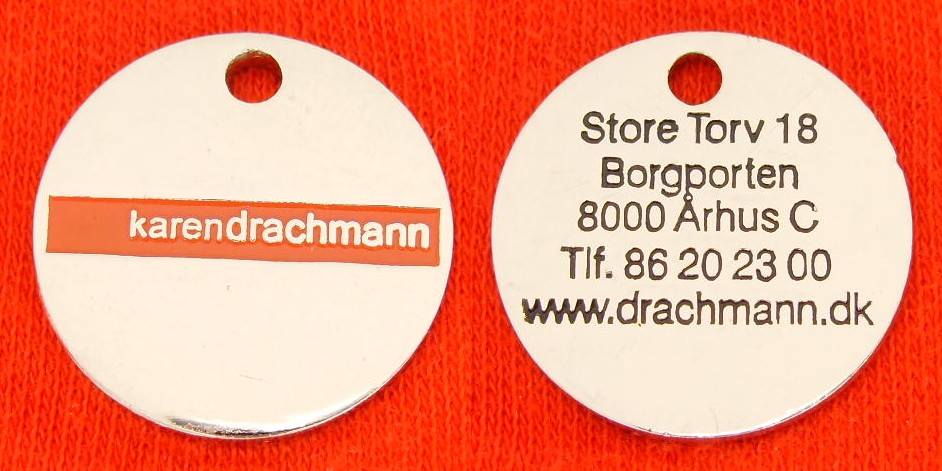 karendrachmann
Store Torv 18
Borgporten
8000 Århus C
Tlf. 86 20 23 00
www.drachmann.dk